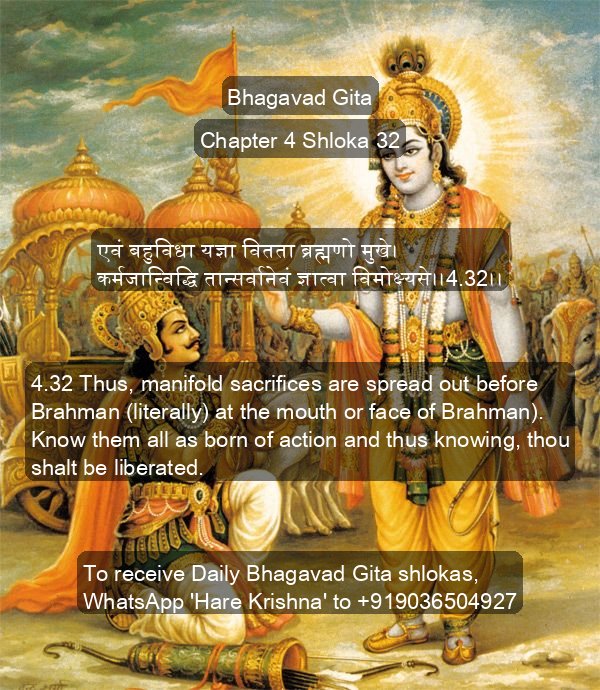 Bhagavad Gita
Chapter 4 Shloka 32
एवं बहुविधा यज्ञा वितता ब्रह्मणो मुखे।
कर्मजान्विद्धि तान्सर्वानेवं ज्ञात्वा विमोक्ष्यसे।।4.32।।
4.32 Thus, manifold sacrifices are spread out before
Brahman (literally) at the mouth or face of Brahman).
Know them all as born of action and thus knowing, thou
shalt be liberated.
To receive Daily Bhagavad Gita shlokas,
WhatsApp 'Hare Krishna' to +919036504927